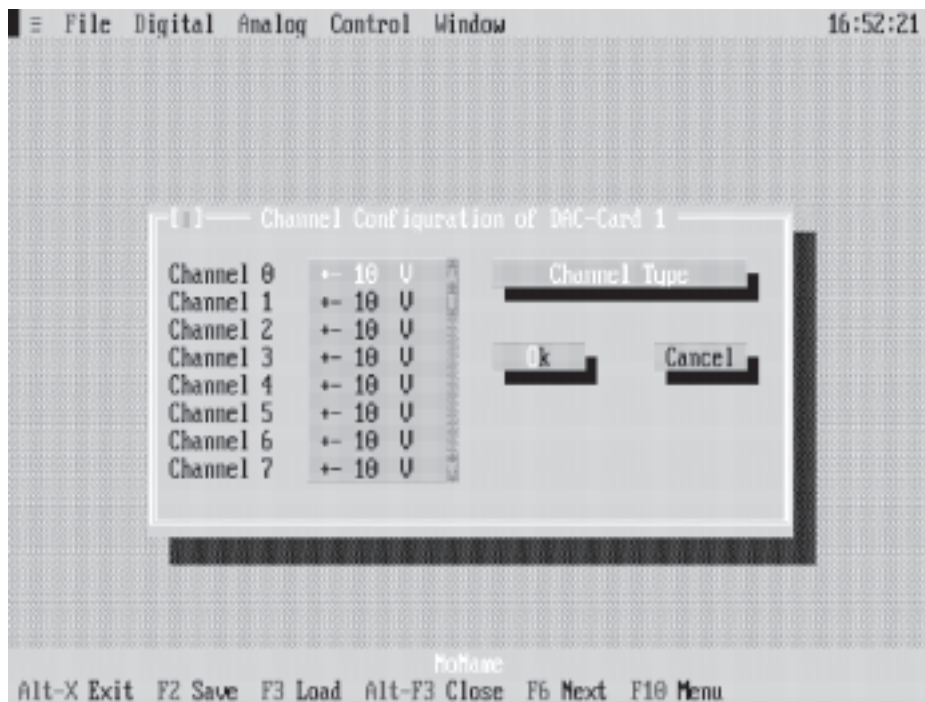 ≡ File Digital Analog Control Window 16:52:21
[ ] Channel Configuration of DAC-Card 1
Channel 0 +- 10 V Channel Type
Channel 1 +- 10 V
Channel 2 +- 10 V
Channel 3 +- 10 V Ok Cancel
Channel 4 +- 10 V
Channel 5 +- 10 V
Channel 6 +- 10 V
Channel 7 +- 10 V
NoName
Alt-X Exit F2 Save F3 Load Alt-F3 Close F6 Next F10 Menu